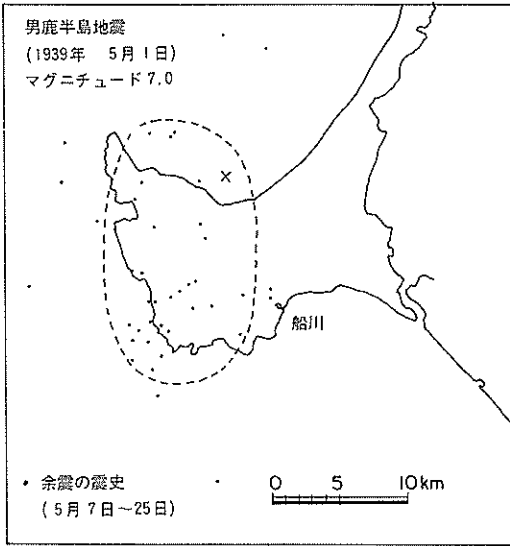 男鹿半島地震
(1939年 5月1日)
マグニチュード7.0
×
船川
・余震の震史
(5月7日～25日)
0 5 10km